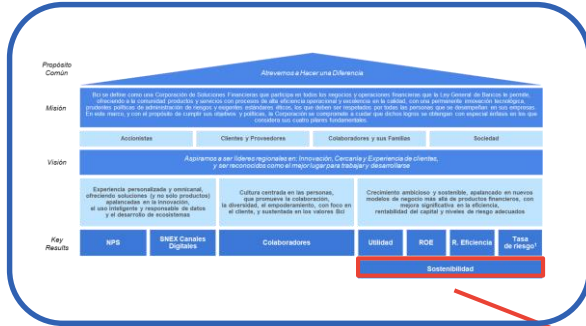 Propósito
Común
Atrevernos a Hacer una Diferencia
Misión
Bci se define como una Corporación de Soluciones Financieras que participa en todos los negocios y operaciones financieras que la Ley General de Bancos le permite,
ofreciendo a la comunidad productos y servicios con procesos de alta eficiencia operacional y excelencia en la calidad, con una permanente innovación tecnológica,
prudentes políticas de administración de riesgos y exigentes estándares éticos, los que deben ser respetados por todas las personas que se desempeñan en sus empresas.
En este marco, y con el propósito de cumplir sus objetivos y políticas, la Corporación se compromete a cuidar que dichos logros se obtengan con especial énfasis en los que
considera sus cuatro pilares fundamentales.
Accionistas
Clientes y Proveedores
Colaboradores y sus Familias
Sociedad
Visión
Aspiramos a ser líderes regionales en: Innovación, Cercanía y Experiencia de clientes,
y ser reconocidos como el mejor lugar para trabajar y desarrollarse
Experiencia personalizada y omnicanal,
ofreciendo soluciones (y no sólo productos)
apalancadas en la innovación,
el uso inteligente y responsable de datos
y el desarrollo de ecosistemas
Cultura centrada en las personas,
que promueve la colaboración,
la diversidad, el empoderamiento, con foco en
el cliente, y sustentada en los valores Bci
Crecimiento ambicioso y sostenible, apalancado en nuevos
modelos de negocio más allá de productos financieros, con
mejora significativa en la eficiencia,
rentabilidad del capital y niveles de riesgo adecuados
Key
Results
NPS
SNEX Canales
Digitales
Colaboradores
Utilidad
ROE
R. Eficiencia
Tasa
de riesgo¹
Sostenibilidad